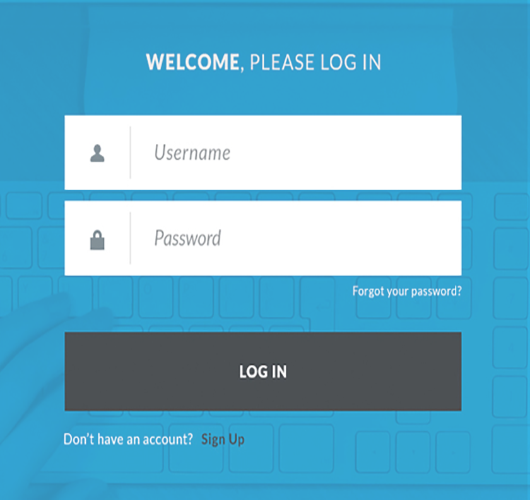 WELCOME, PLEASE LOG IN
Username
Password
Forgot your password?
LOG IN
Don't have an account? Sign Up